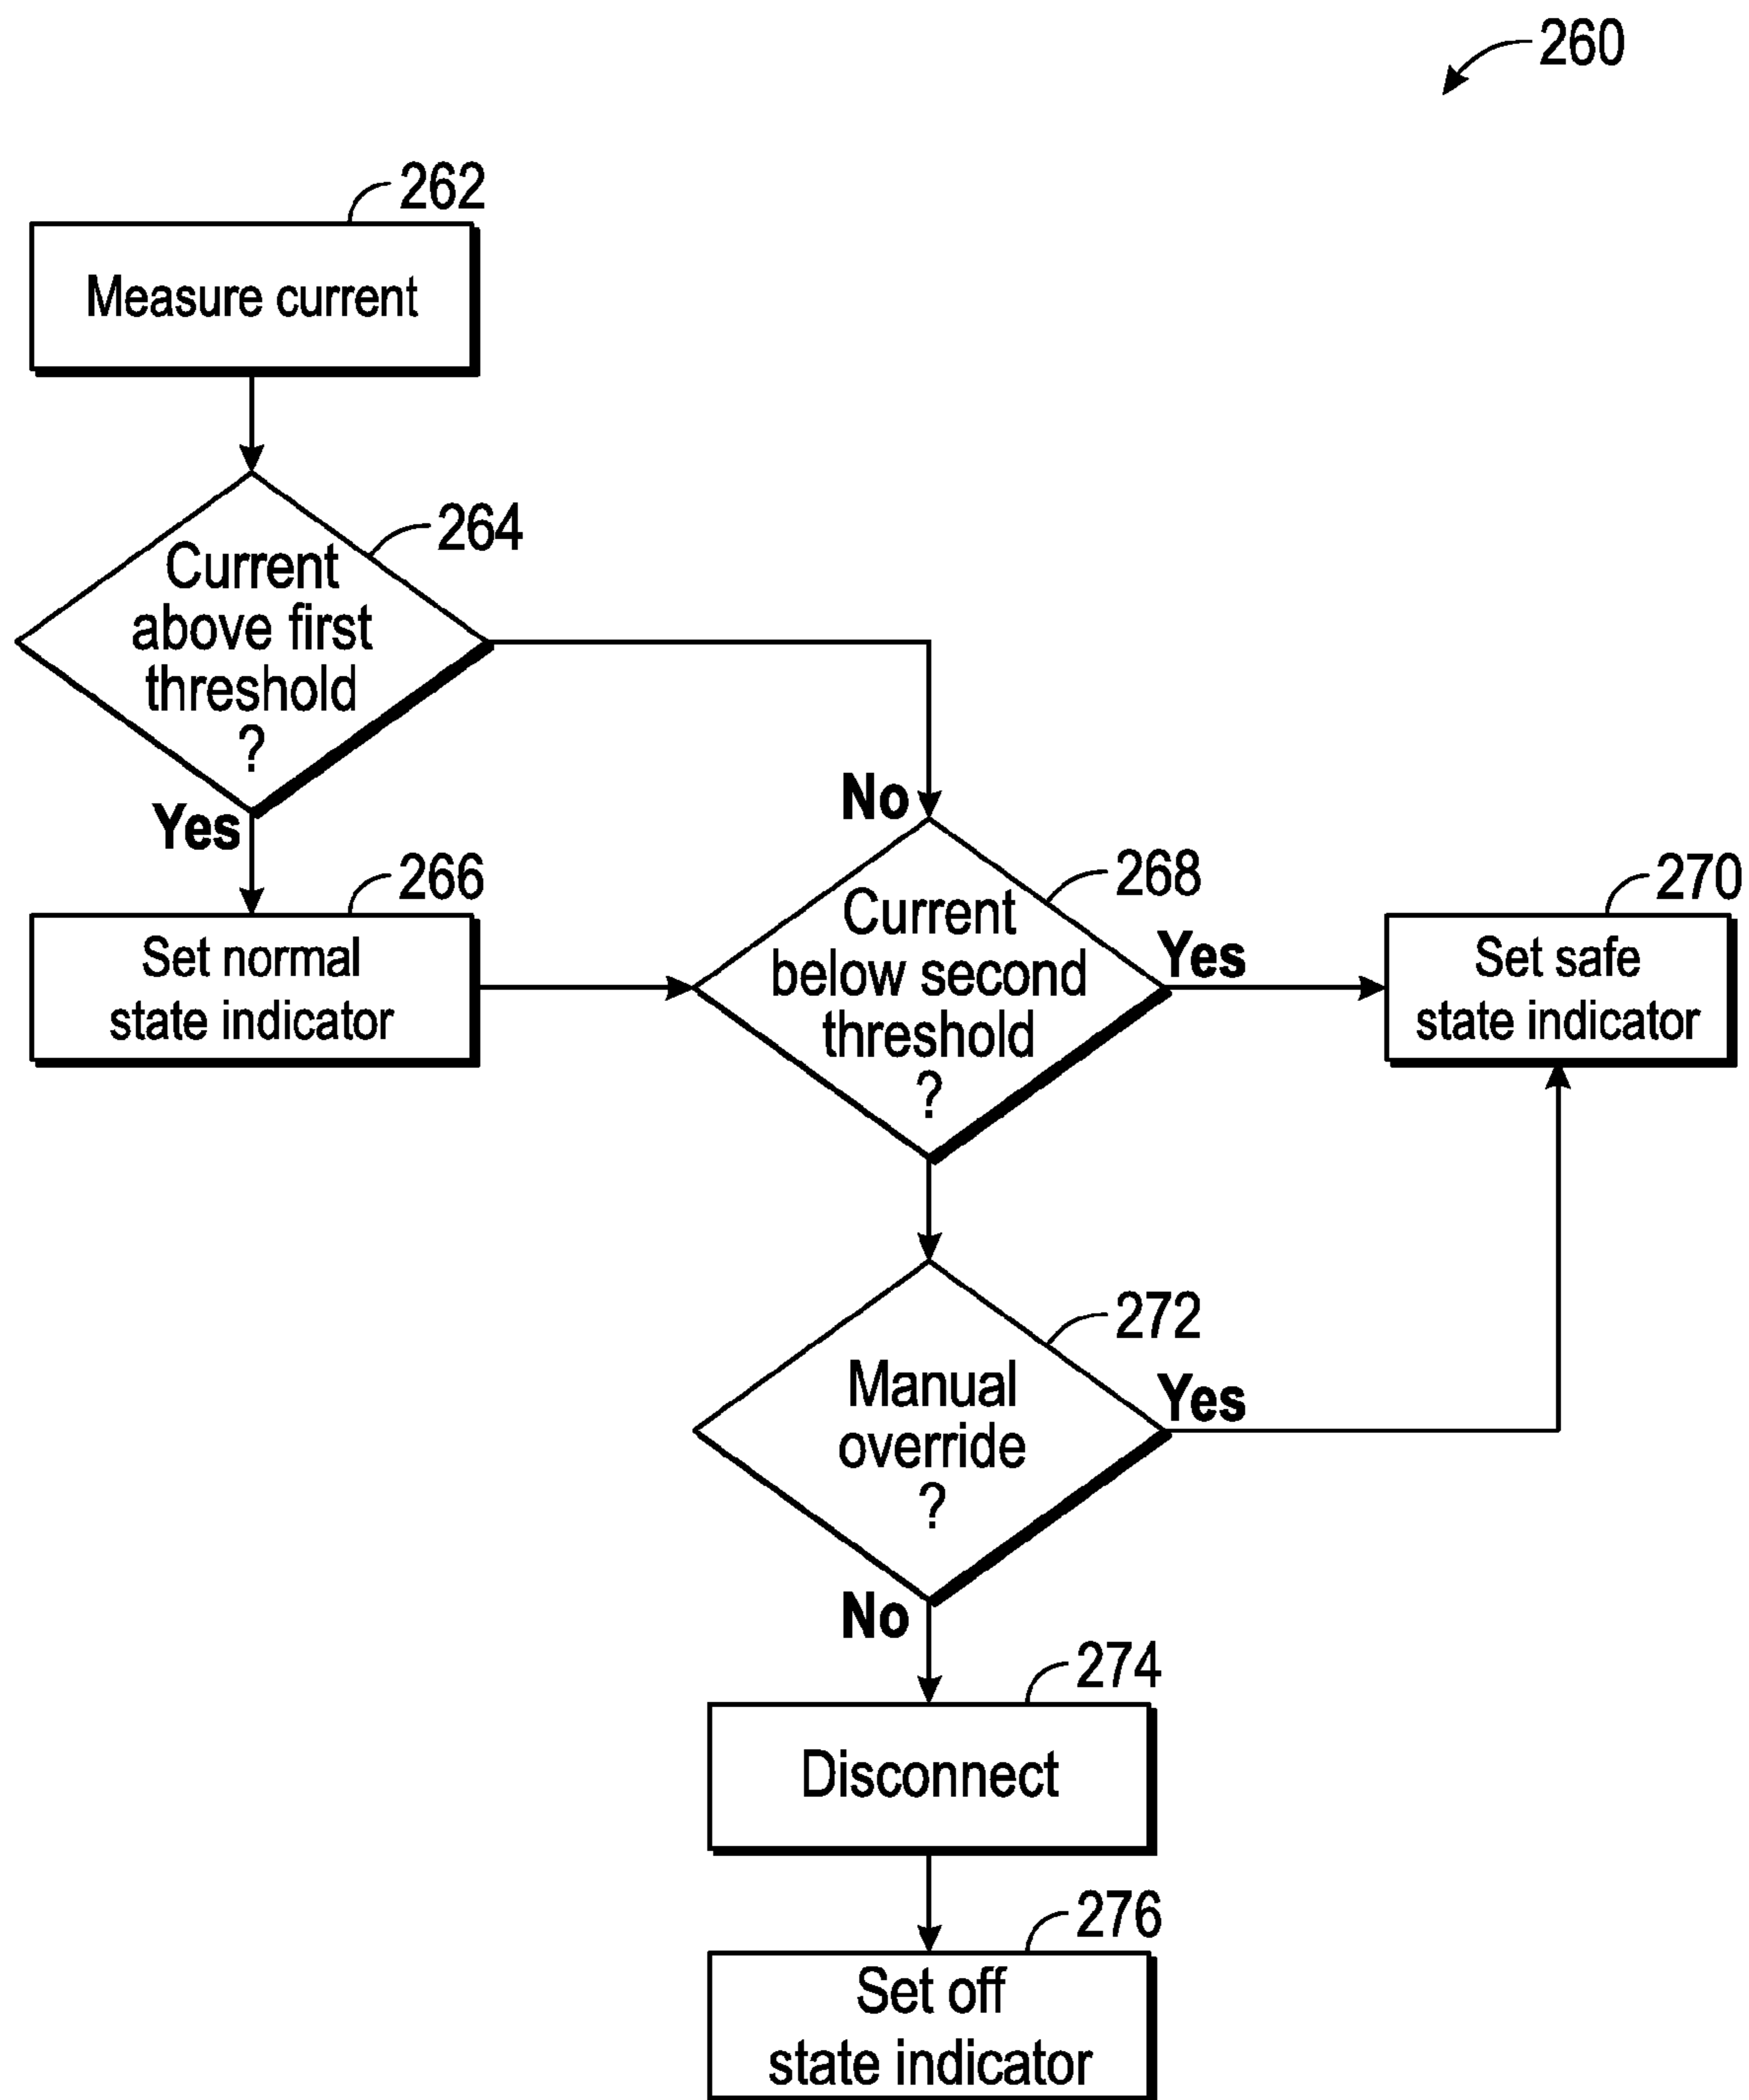 260
262
Measure current
264
Current
above first
threshold
?
Yes
No
266
Set normal
state indicator
268
Current
below second
threshold
?
Yes
270
Set safe
state indicator
272
Manual
override
?
Yes
No
274
Disconnect
276
Set off
state indicator